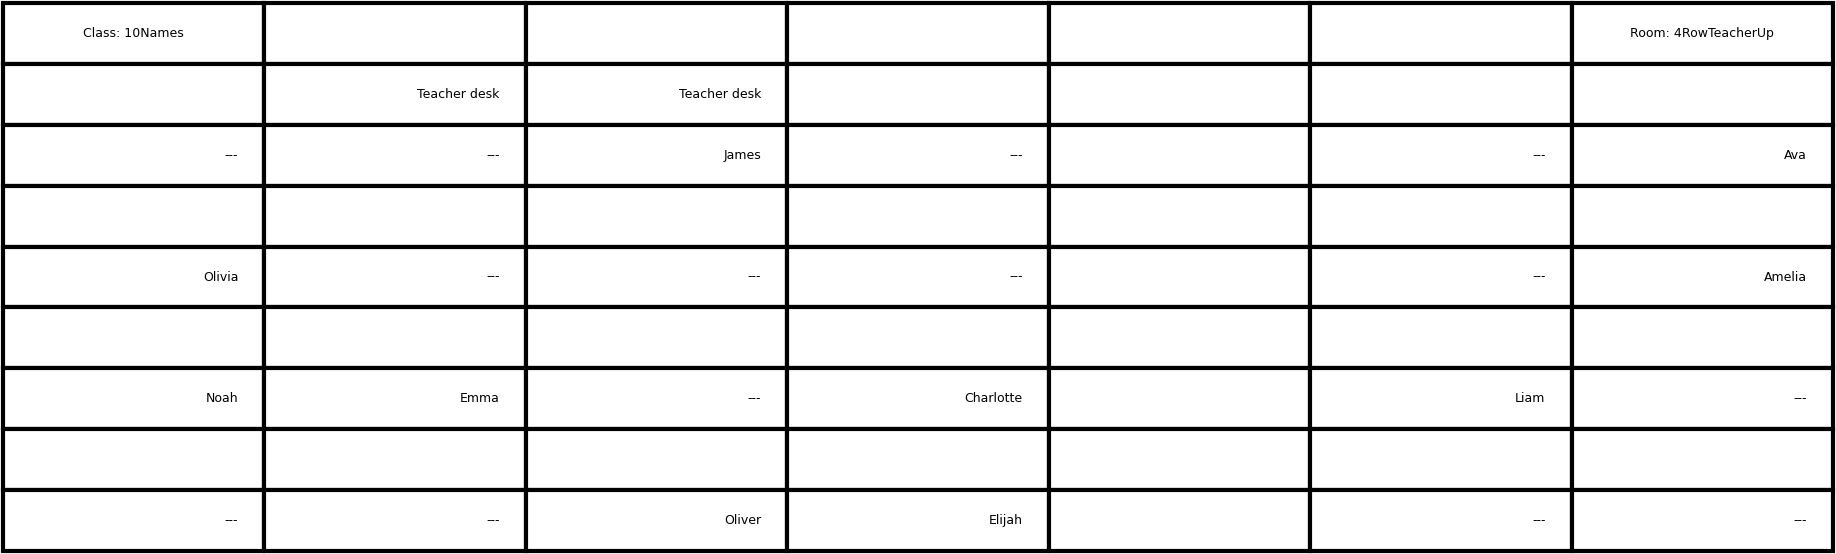 Class: 10Names Room: 4RowTeacherUp
Teacher desk Teacher desk
--- --- James --- --- Ava
Olivia --- --- --- --- Amelia
Noah Emma --- Charlotte Liam ---
--- --- Oliver Elijah --- ---